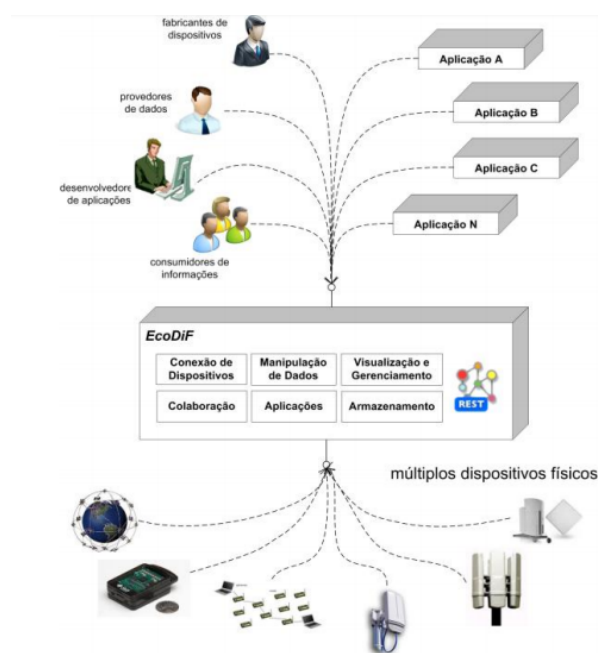 fabricantes de
dispositivos
provedores
de dados
desenvolvedore
de aplicações
consumidores de
informações
Aplicação A
Aplicação B
Aplicação C
Aplicação N
EcoDiF
Conexão de
Dispositivos
Manipulação
de Dados
Visualização e
Gerenciamento
Colaboração
Aplicações
Armazenamento
REST
múltiplos dispositivos físicos